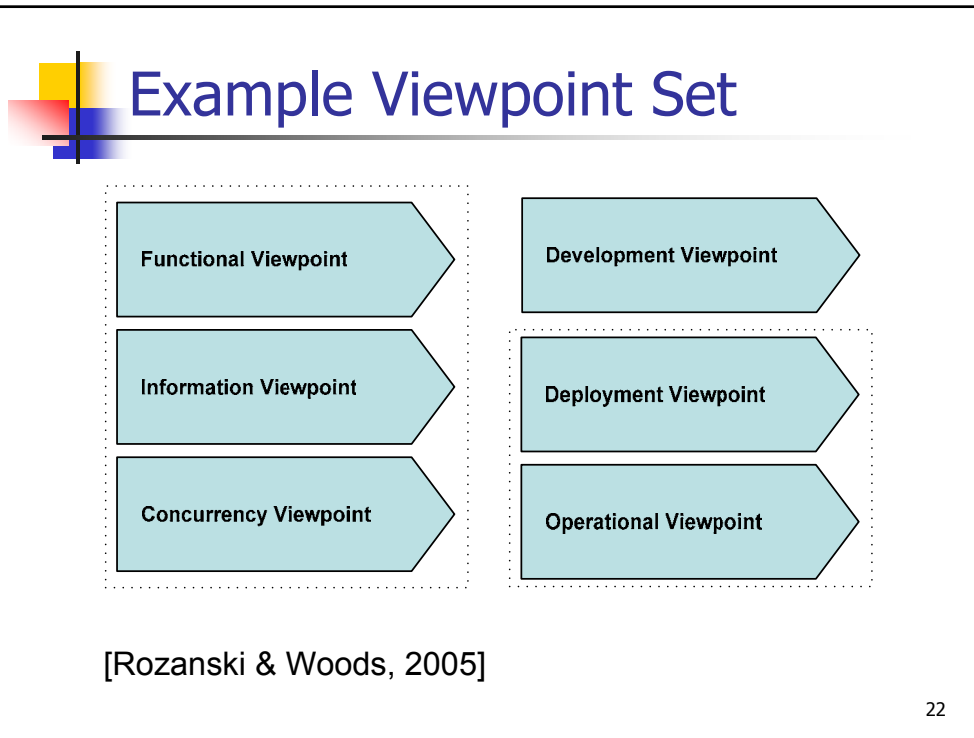 Example Viewpoint Set
Functional Viewpoint
Information Viewpoint
Concurrency Viewpoint
Development Viewpoint
Deployment Viewpoint
Operational Viewpoint
[Rozanski & Woods, 2005]
22